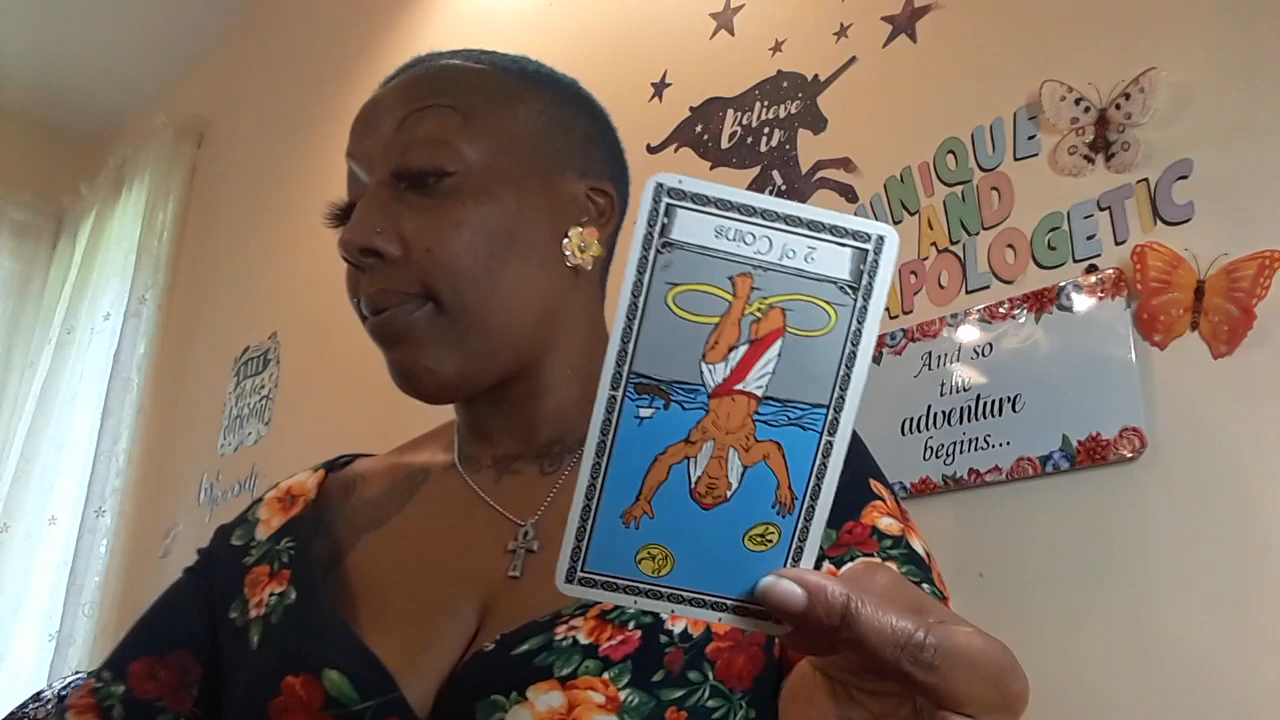 Believe
in
UNIQUE
AND
APOLOGETIC
2 of Coins
And so
the
adventure
begins...